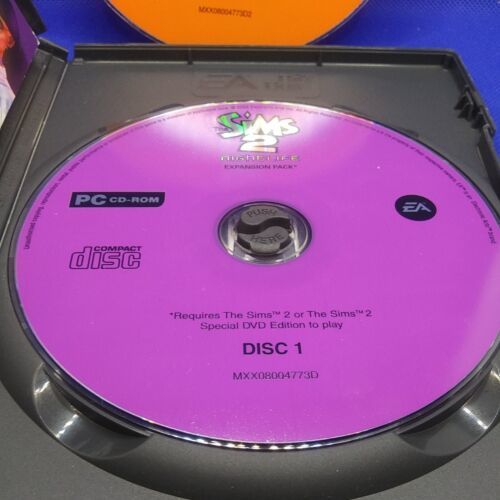 MXX08004773D2
The Sims
2
NIGHTLIFE
EXPANSION PACK*
PC CD-ROM
EA
COMPACT
disc
PUSH
HERE
*Requires The Sims™ 2 or The Sims™ 2
Special DVD Edition to play
DISC 1
MXX08004773D